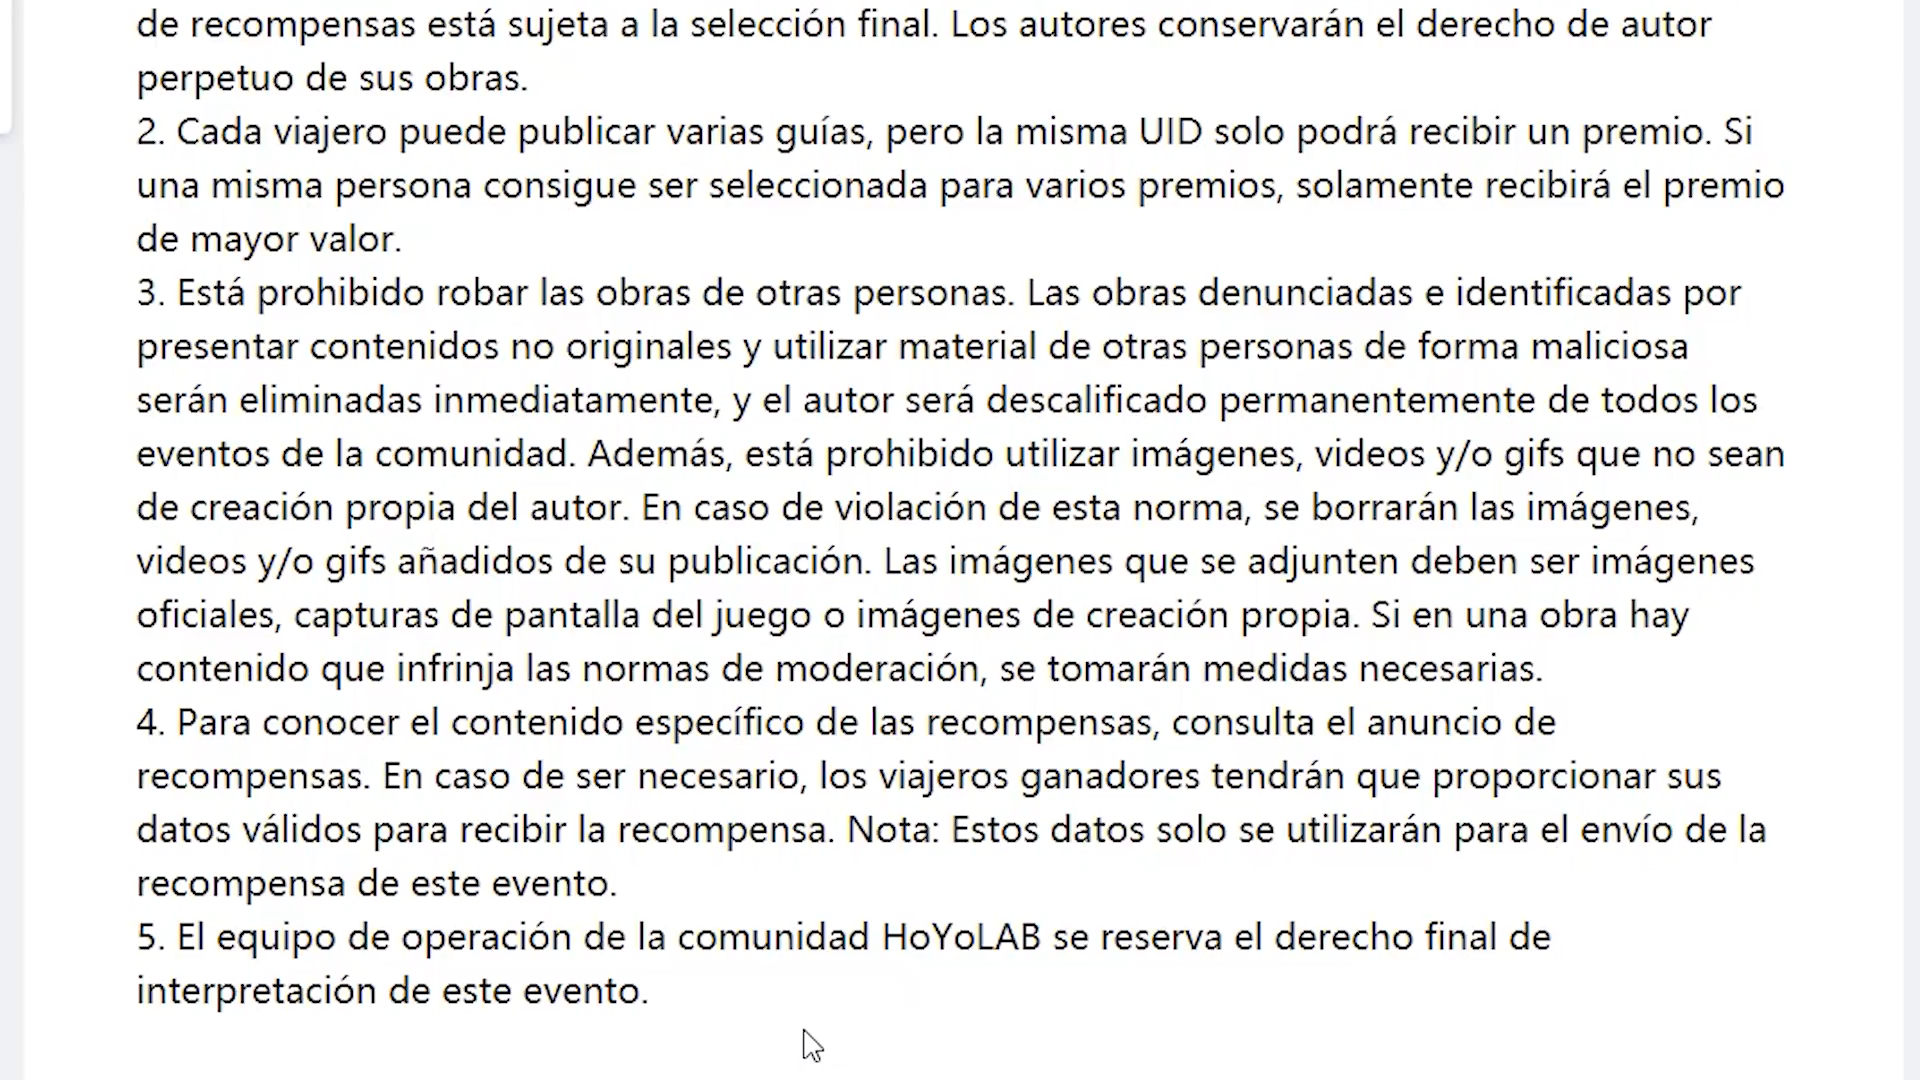 de recompensas está sujeta a la selección final. Los autores conservarán el derecho de autor
perpetuo de sus obras.
2. Cada viajero puede publicar varias guías, pero la misma UID solo podrá recibir un premio. Si
una misma persona consigue ser seleccionada para varios premios, solamente recibirá el premio
de mayor valor.
3. Está prohibido robar las obras de otras personas. Las obras denunciadas e identificadas por
presentar contenidos no originales y utilizar material de otras personas de forma maliciosa
serán eliminadas inmediatamente, y el autor será descalificado permanentemente de todos los
eventos de la comunidad. Además, está prohibido utilizar imágenes, videos y/o gifs que no sean
de creación propia del autor. En caso de violación de esta norma, se borrarán las imágenes,
videos y/o gifs añadidos de su publicación. Las imágenes que se adjunten deben ser imágenes
oficiales, capturas de pantalla del juego o imágenes de creación propia. Si en una obra hay
contenido que infrinja las normas de moderación, se tomarán medidas necesarias.
4. Para conocer el contenido específico de las recompensas, consulta el anuncio de
recompensas. En caso de ser necesario, los viajeros ganadores tendrán que proporcionar sus
datos válidos para recibir la recompensa. Nota: Estos datos solo se utilizarán para el envío de la
recompensa de este evento.
5. El equipo de operación de la comunidad HoYoLAB se reserva el derecho final de
interpretación de este evento.